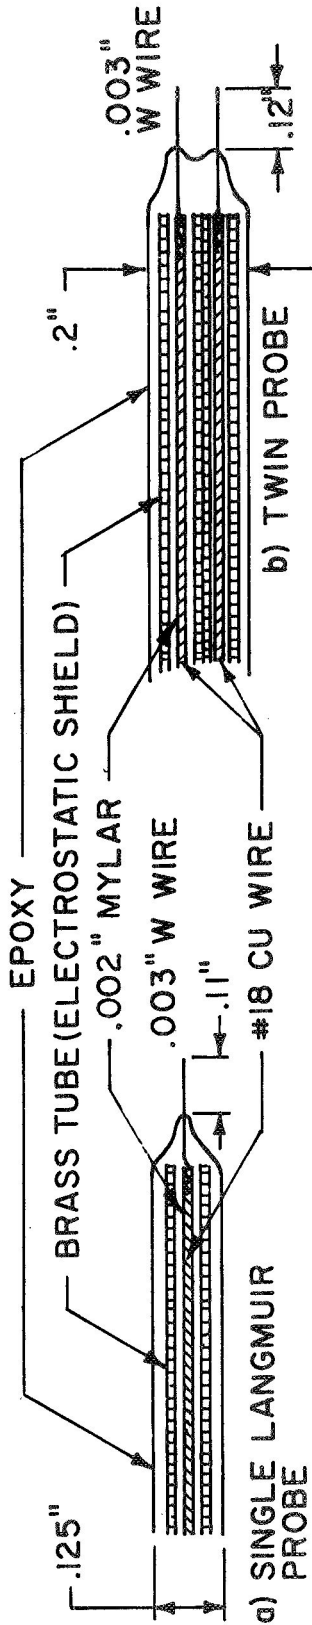 EPOXY
BRASS TUBE (ELECTROSTATIC SHIELD)
.125"
.002" MYLAR
.003" W WIRE
.11"
#18 CU WIRE
a) SINGLE LANGMUIR
PROBE
.2"
.003"
W WIRE
.12"
b) TWIN PROBE